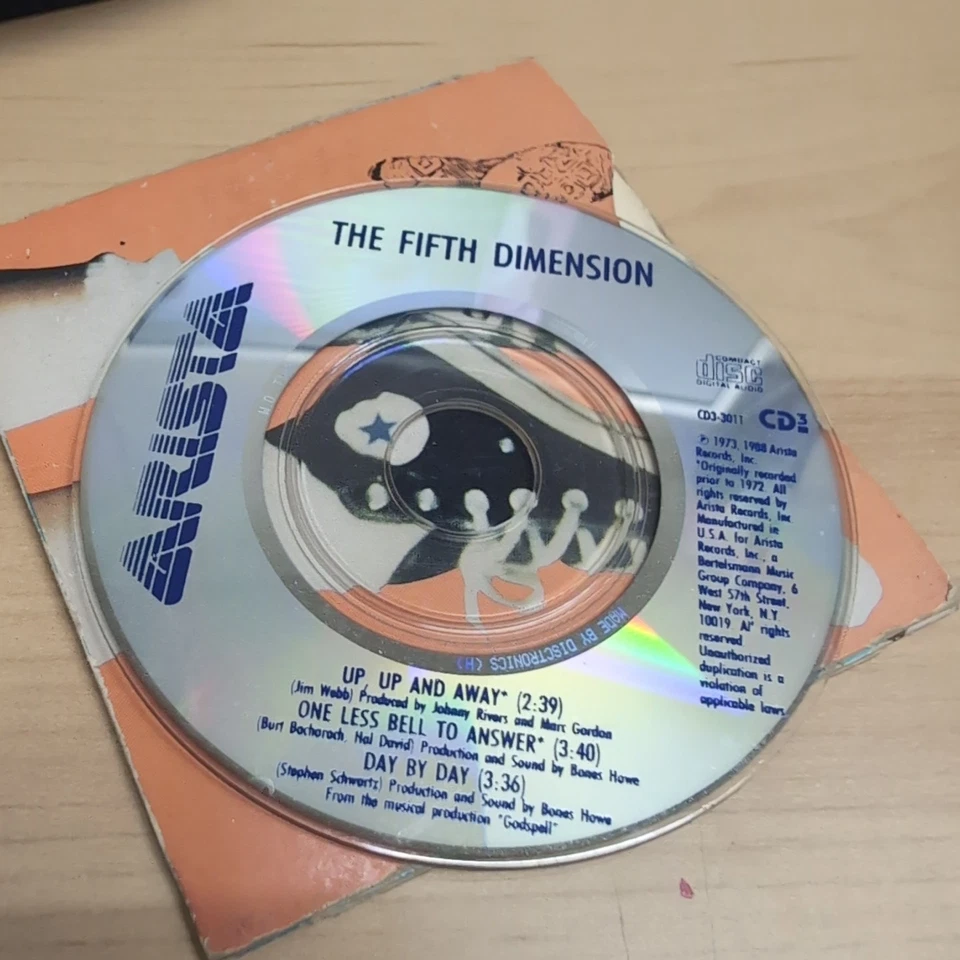 THE FIFTH DIMENSION
ARISTA
COMPACT
disc
DIGITAL AUDIO
CD3-3011 CD3
℗ 1973, 1988 Arista
Records, Inc.
*Originally recorded
prior to 1972. All
rights reserved by
Arista Records, Inc
Manufactured in
U.S.A. for Arista
Records, Inc., a
Bertelsmann Music
Group Company, 6
West 57th Street,
New York, N.Y.
10019. All rights
reserved
Unauthorized
duplication is a
violation of
applicable laws
MADE BY DISCTRONICS (H)
UP, UP AND AWAY* (2:39)
(Jim Webb) Produced by Johnny Rivers and Marc Gordon
ONE LESS BELL TO ANSWER* (3:40)
(Burt Bacharach, Hal David) Production and Sound by Bones Howe
DAY BY DAY (3:36)
(Stephen Schwartz) Production and Sound by Bones Howe
From the musical production "Godspell"